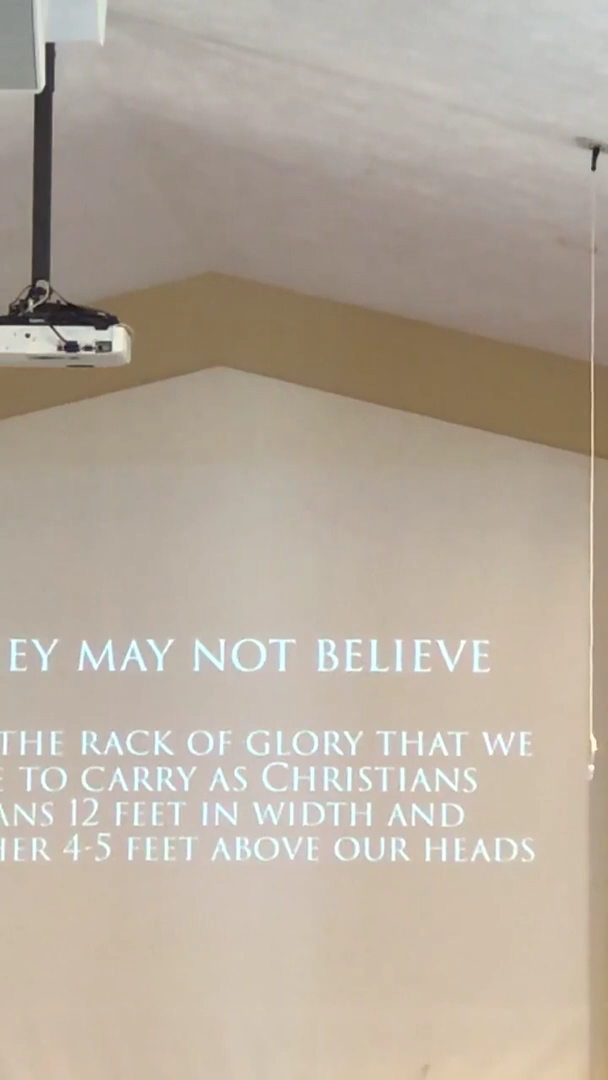 EY MAY NOT BELIEVE
THE RACK OF GLORY THAT WE
E TO CARRY AS CHRISTIANS
ANS 12 FEET IN WIDTH AND
HER 4-5 FEET ABOVE OUR HEADS